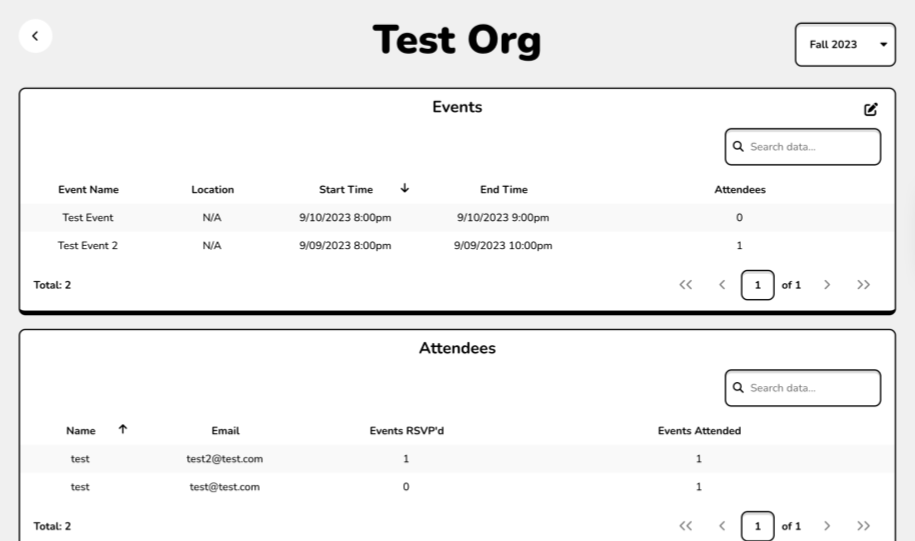 Test Org
Fall 2023
Events
Search data...
Event Name Location Start Time End Time Attendees
Test Event N/A 9/10/2023 8:00pm 9/10/2023 9:00pm 0
Test Event 2 N/A 9/09/2023 8:00pm 9/09/2023 10:00pm 1
Total: 2 << < 1 of 1 > >>
Attendees
Search data...
Name Email Events RSVP'd Events Attended
test test2@test.com 1 1
test test@test.com 0 1
Total: 2 << < 1 of 1 > >>